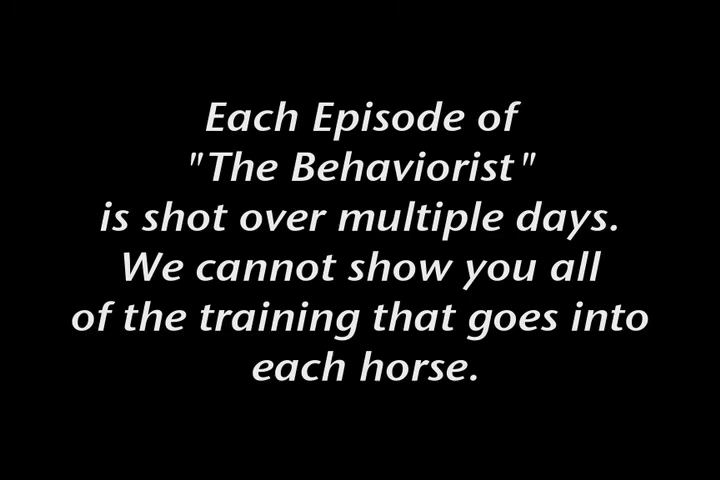 Each Episode of
"The Behaviorist"
is shot over multiple days.
We cannot show you all
of the training that goes into
each horse.